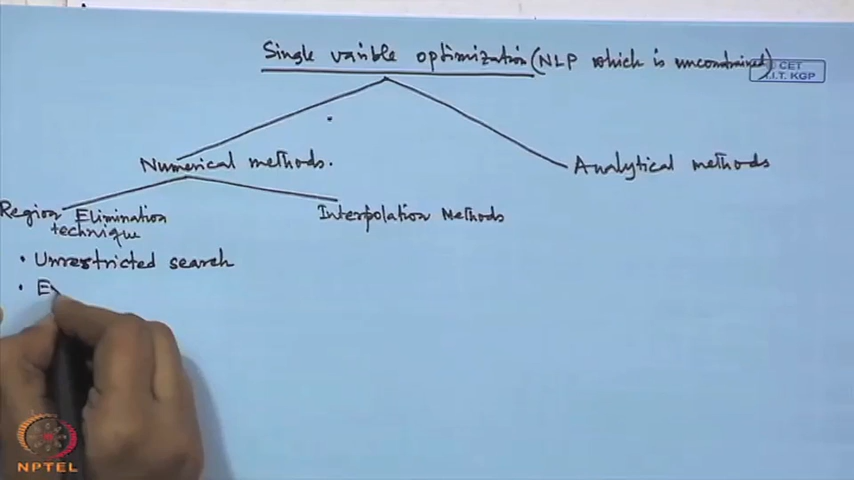 Single variable optimization (NLP which is unconstrained)
CET
I.I.T. KGP
Numerical methods.
Analytical methods
Region Elimination
technique
Interpolation Methods
• Unrestricted search
• Ex
NPTEL